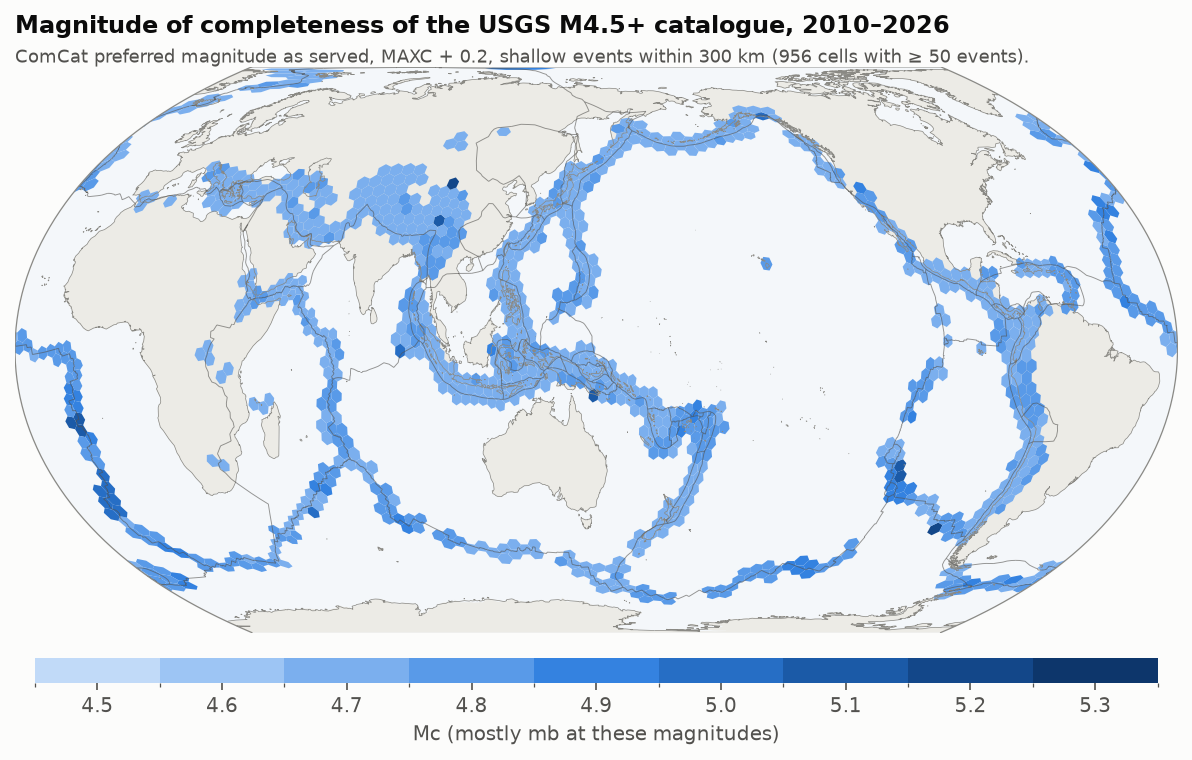 Magnitude of completeness of the USGS M4.5+ catalogue, 2010–2026
ComCat preferred magnitude as served, MAXC + 0.2, shallow events within 300 km (956 cells with ≥ 50 events).
4.5 4.6 4.7 4.8 4.9 5.0 5.1 5.2 5.3
Mc (mostly mb at these magnitudes)